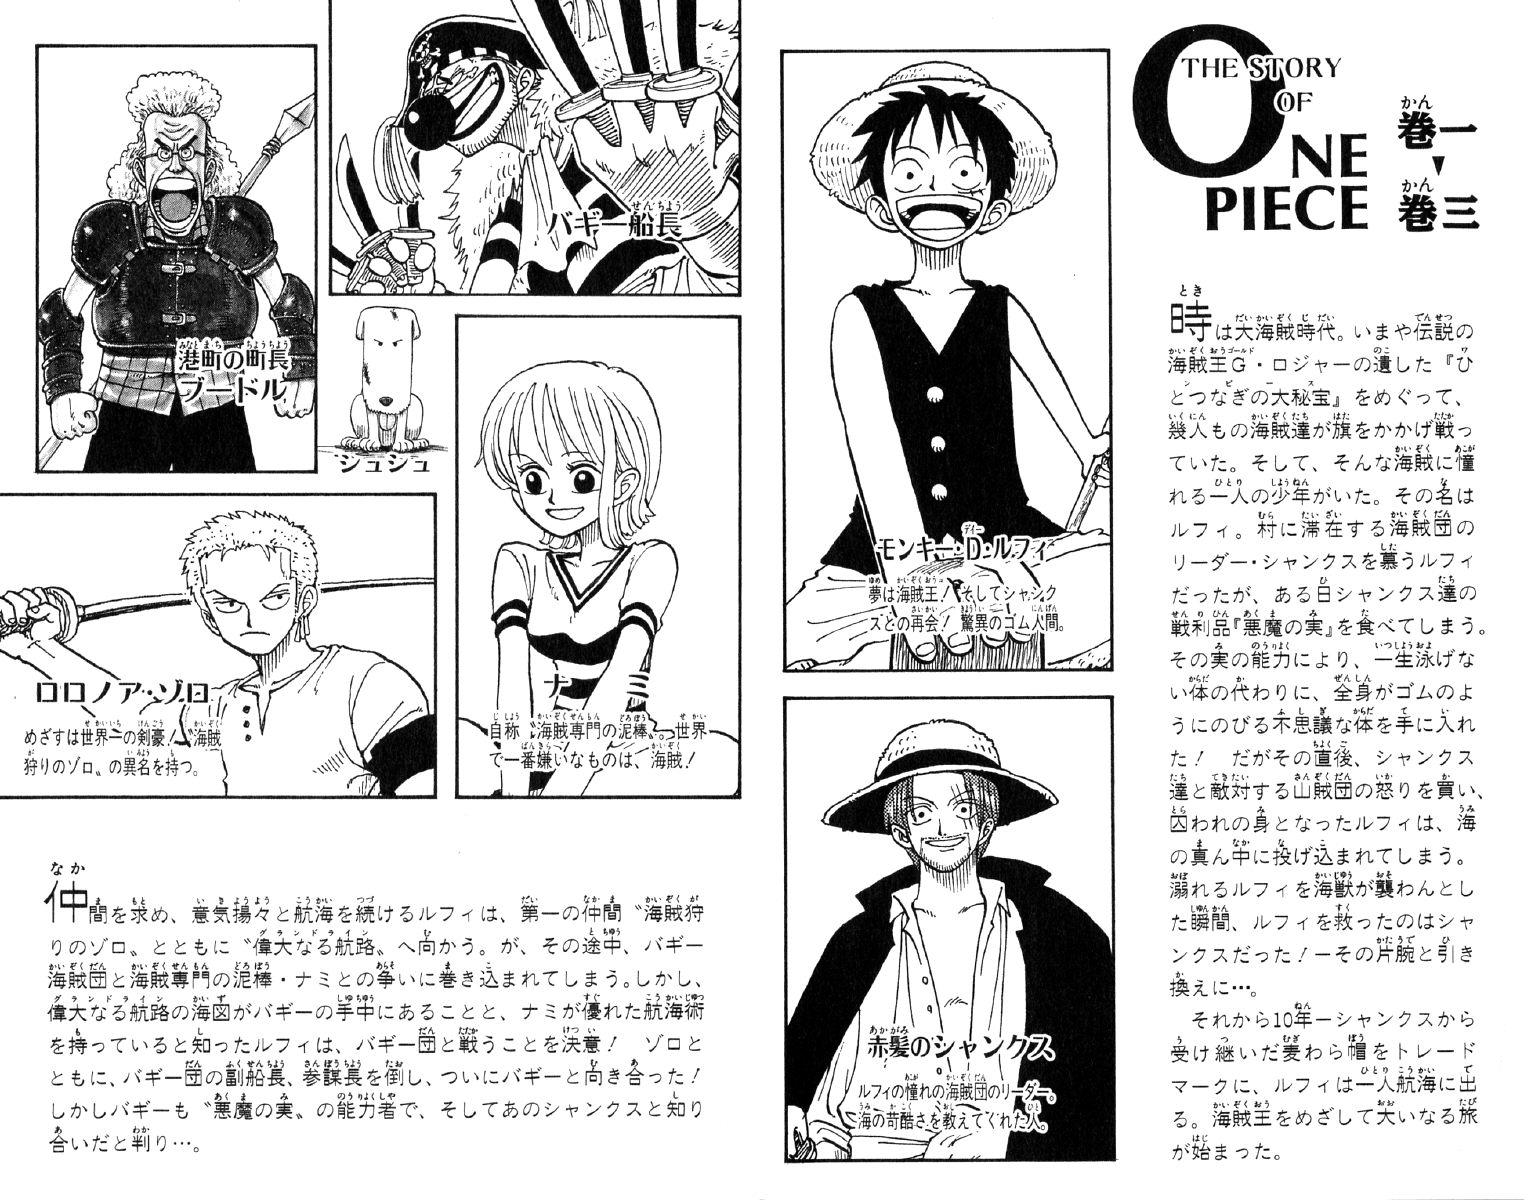 THE STORY
OF
ONE
PIECE
巻一
▼
巻三
時は大海賊時代。いまや伝説の
海賊王G・ロジャーの遺した『ひ
とつなぎの大秘宝』をめぐって、
幾人もの海賊達が旗をかかげ戦っ
ていた。そして、そんな海賊に憧
れる一人の少年がいた。その名は
ルフィ。村に滞在する海賊団の
リーダー・シャンクスを慕うルフィ
だったが、ある日シャンクス達の
戦利品『悪魔の実』を食べてしまう。
その実の能力により、一生泳げな
い体の代わりに、全身がゴムのよ
うにのびる不思議な体を手に入れ
た！　だがその直後、シャンクス
達と敵対する山賊団の怒りを買い、
囚われの身となったルフィは、海
の真ん中に投げ込まれてしまう。
溺れるルフィを海獣が襲わんとし
た瞬間、ルフィを救ったのはシャ
ンクスだった！ーその片腕と引き
換えに…。
それから10年ーシャンクスから
受け継いだ麦わら帽をトレード
マークに、ルフィは一人航海に出
る。海賊王をめざして大いなる旅
が始まった。
モンキー・D・ルフィ
夢は海賊王！そしてシャンク
スとの再会！驚異のゴム人間。
赤髪のシャンクス
ルフィの憧れの海賊団のリーダー。
海の苛酷さを教えてくれた人。
バギー船長
港町の町長
ブードル
シュシュ
ナミ
自称〝海賊専門の泥棒〟。世界
で一番嫌いなものは、海賊！
ロロノア・ゾロ
めざすは世界一の剣豪！〝海賊
狩りのゾロ〟の異名を持つ。
仲間を求め、意気揚々と航海を続けるルフィは、第一の仲間〝海賊狩
りのゾロ〟とともに〝偉大なる航路〟へ向かう。が、その途中、バギー
海賊団と海賊専門の泥棒・ナミとの争いに巻き込まれてしまう。しかし、
偉大なる航路の海図がバギーの手中にあることと、ナミが優れた航海術
を持っていると知ったルフィは、バギー団と戦うことを決意！　ゾロと
ともに、バギー団の副船長、参謀長を倒し、ついにバギーと向き合った！
しかしバギーも〝悪魔の実〟の能力者で、そしてあのシャンクスと知り
合いだと判り…。